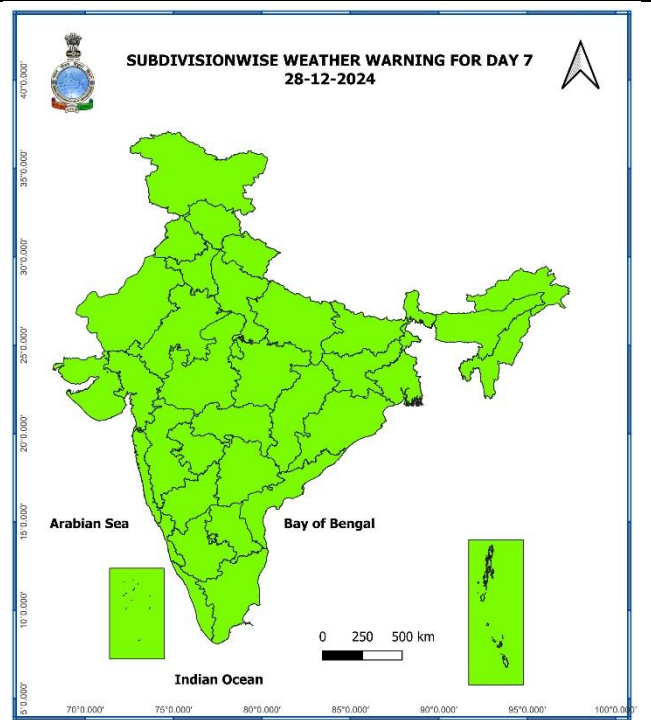 SUBDIVISIONWISE WEATHER WARNING FOR DAY 7
28-12-2024
40°0.000'
35°0.000'
30°0.000'
25°0.000'
20°0.000'
15°0.000'
10°0.000'
5°0.000'
Arabian Sea
Bay of Bengal
0 250 500 km
Indian Ocean
70°0.000' 75°0.000' 80°0.000' 85°0.000' 90°0.000' 95°0.000' 100°0.000'